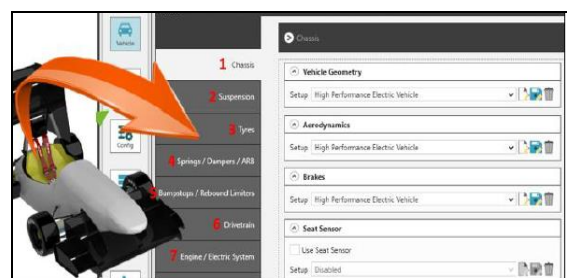 Vehicle
Config
1 Chassis
2 Suspension
3 Tyres
4 Springs / Dampers / ARB
5 Bumpstops / Rebound Limiters
6 Drivetrain
7 Engine / Electric System
Chassis
Vehicle Geometry
Setup High Performance Electric Vehicle
Aerodynamics
Setup High Performance Electric Vehicle
Brakes
Setup High Performance Electric Vehicle
Seat Sensor
Use Seat Sensor
Setup Disabled